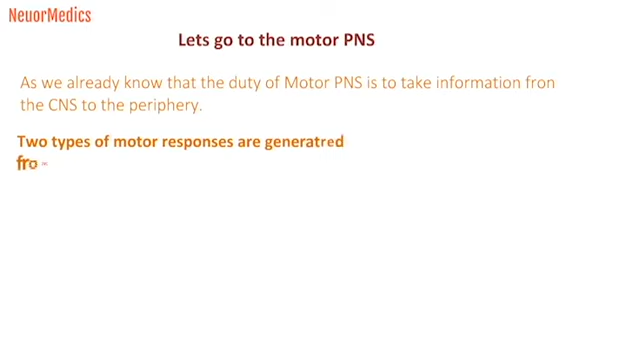 NeuorMedics
Lets go to the motor PNS
As we already know that the duty of Motor PNS is to take information fron
the CNS to the periphery.
Two types of motor responses are generatred
fro